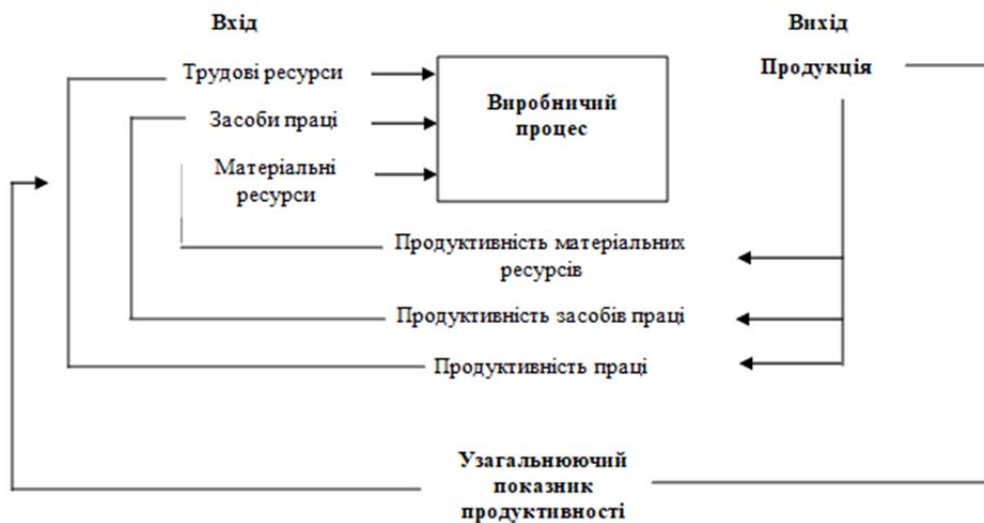 Вхід
Вихід
Трудові ресурси
Продукція
Виробничий
процес
Засоби праці
Матеріальні
ресурси
Продуктивність матеріальних
ресурсів
Продуктивність засобів праці
Продуктивність праці
Узагальнюючий
показник
продуктивності